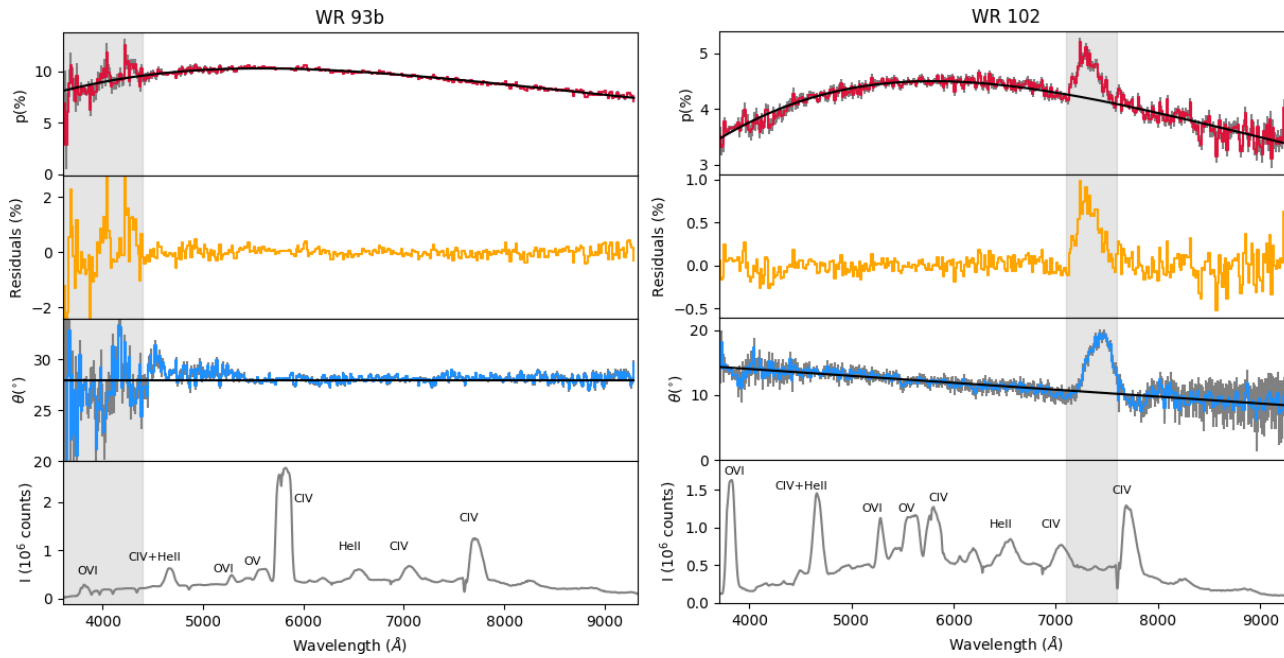 WR 93b
p(%)
10
5
0
Residuals (%)
2
0
−2
θ(°)
30
25
20
I (10⁶ counts)
2
1
0
OVI
CIV+HeII
OVI
OV
CIV
HeII
CIV
CIV
4000 5000 6000 7000 8000 9000
Wavelength (Å)
WR 102
p(%)
5
4
3
Residuals (%)
1.0
0.5
0.0
−0.5
θ(°)
20
10
0
I (10⁶ counts)
1.5
1.0
0.5
0.0
OVI
CIV+HeII
OVI
OV
CIV
HeII
CIV
CIV
4000 5000 6000 7000 8000 9000
Wavelength (Å)